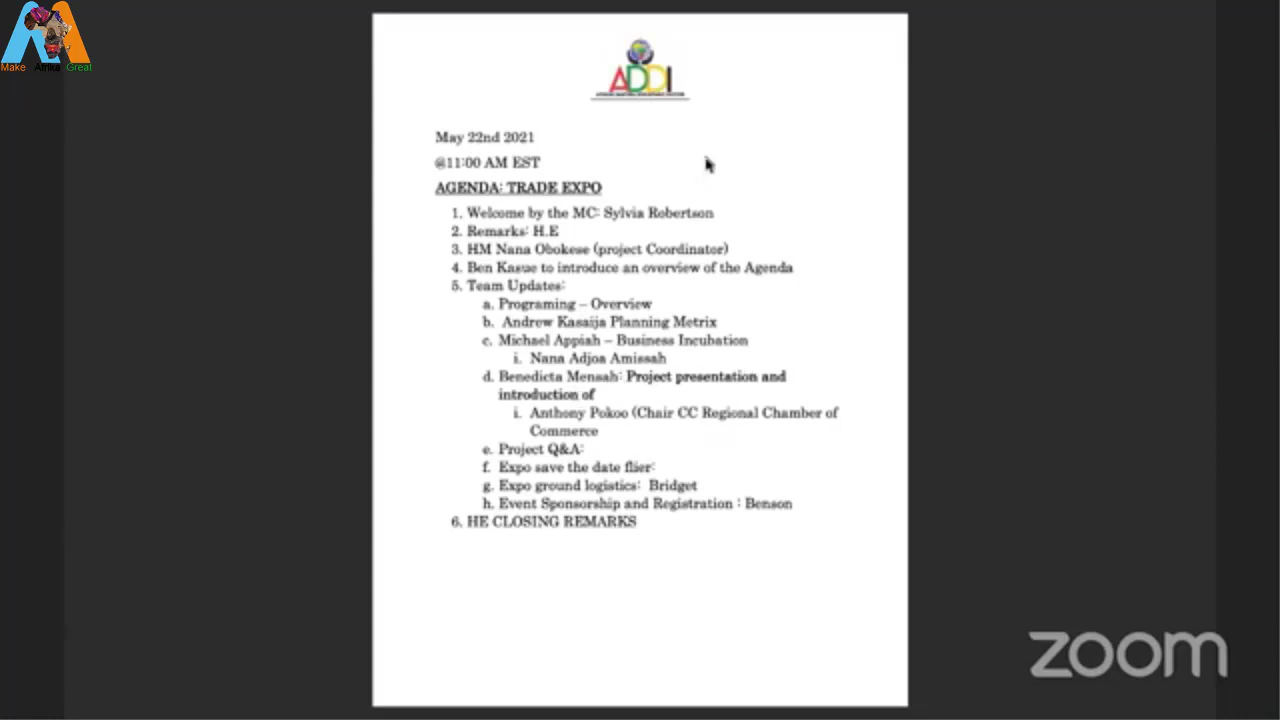 Make Afrika Great
ADDI
May 22nd 2021
@11:00 AM EST
AGENDA: TRADE EXPO
1. Welcome by the MC: Sylvia Robertson
2. Remarks: H.E
3. HM Nana Obokese (project Coordinator)
4. Ben Kasue to introduce an overview of the Agenda
5. Team Updates:
a. Programing – Overview
b. Andrew Kasaija Planning Metrix
c. Michael Appiah – Business Incubation
i. Nana Adjoa Amissah
d. Benedicta Mensah: Project presentation and
introduction of
i. Anthony Pokoo (Chair CC Regional Chamber of
Commerce
e. Project Q&A:
f. Expo save the date flier:
g. Expo ground logistics: Bridget
h. Event Sponsorship and Registration : Benson
6. HE CLOSING REMARKS
zoom